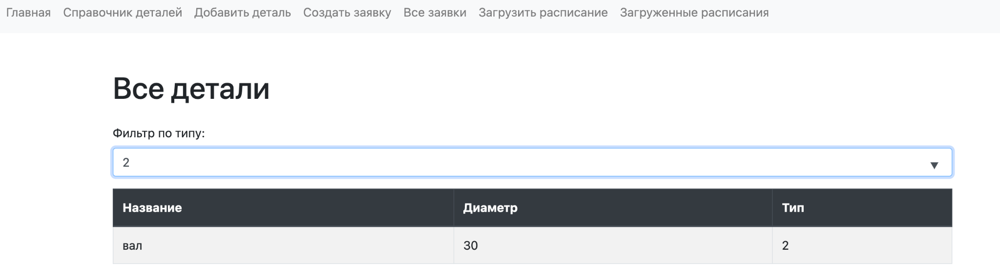 Главная Справочник деталей Добавить деталь Создать заявку Все заявки Загрузить расписание Загруженные расписания
Все детали
Фильтр по типу:
2
Название Диаметр Тип
вал 30 2